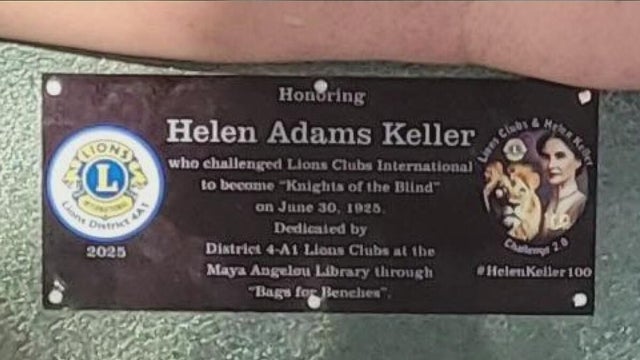 Honoring
Helen Adams Keller
who challenged Lions Clubs International
to become "Knights of the Blind"
on June 30, 1925.
Dedicated by
District 4-A1 Lions Clubs at the
Maya Angelou Library through
"Bags for Benches".
LIONS
L
INTERNATIONAL
Lions District 4A1
2025
Lions Clubs & Helen Keller
Challenge 2.0
#HelenKeller100